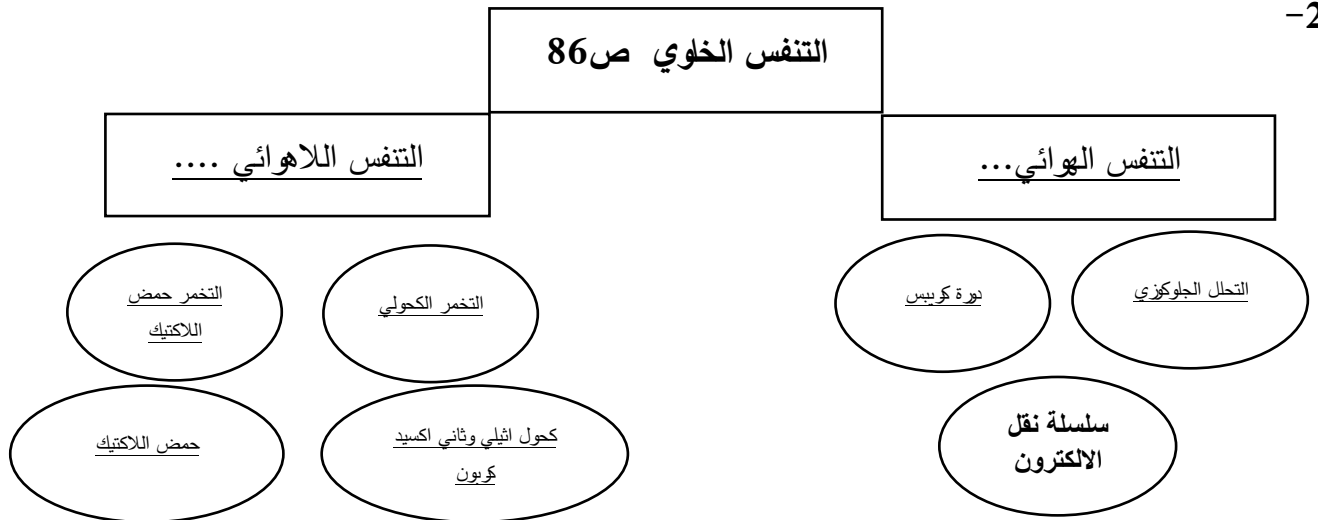 2-
التنفس الخلوي ص86
التنفس الهوائي...
التنفس اللاهوائي ....
التحلل الجلوكوزي
دورة كريبس
التخمر الكحولي
التخمر حمض
اللاكتيك
سلسلة نقل
الالكترون
كحول اثيلي وثاني اكسيد
كربون
حمض اللاكتيك